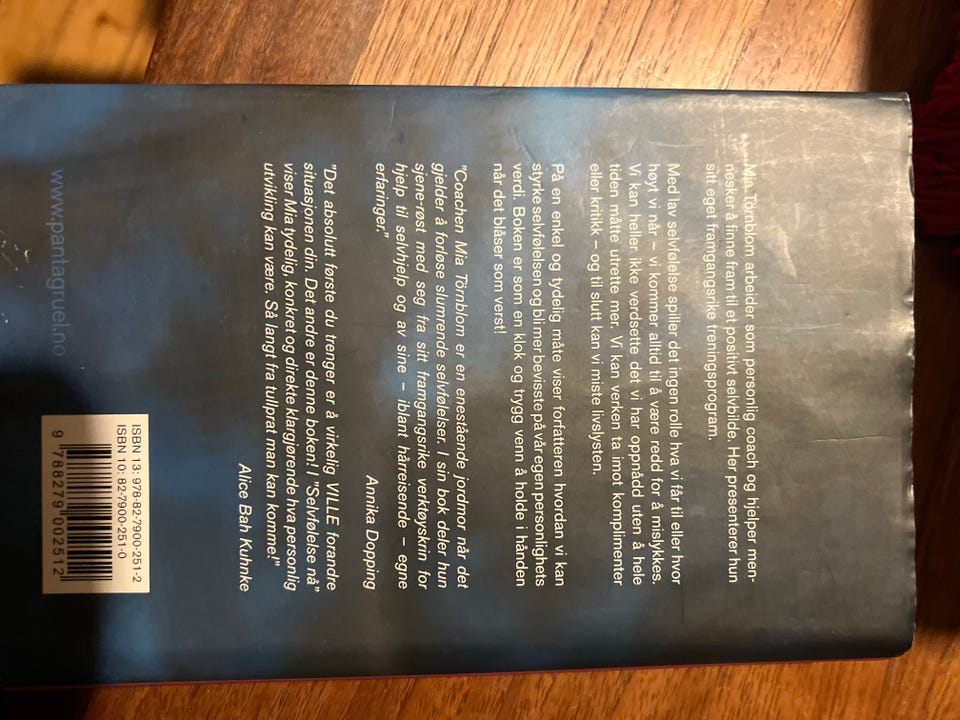 Mia Törnblom arbeider som personlig coach og hjelper men-
nesker å finne fram til et positivt selvbilde. Her presenterer hun
sitt eget framgangsrike treningsprogram.
Med lav selvfølelse spiller det ingen rolle hva vi får til eller hvor
høyt vi når – vi kommer alltid til å være redd for å mislykkes.
Vi kan heller ikke verdsette det vi har oppnådd uten å hele
tiden måtte utrette mer. Vi kan verken ta imot komplimenter
eller kritikk – og til slutt kan vi miste livslysten.
På en enkel og tydelig måte viser forfatteren hvordan vi kan
styrke selvfølelsen og bli mer bevisste på vår egen personlighets
verdi. Boken er som en klok og trygg venn å holde i hånden
når det blåser som verst!
"Coachen Mia Törnblom er en enestående jordmor når det
gjelder å forløse slumrende selvfølelser. I sin bok deler hun
sjene-røst med seg fra sitt framgangsrike verktøyskrin for
hjelp til selvhjelp og av sine – iblant hårreisende – egne
erfaringer."
Annika Dopping
"Det absolutt første du trenger er å virkelig VILLE forandre
situasjonen din. Det andre er denne boken! I "Selvfølelse nå"
viser Mia tydelig, konkret og direkte klargjørende hva personlig
utvikling kan være. Så langt fra tullprat man kan komme!"
Alice Bah Kuhnke
www.pantagruel.no
ISBN 13: 978-82-7900-251-2
ISBN 10: 82-7900-251-0
9 788279 002512